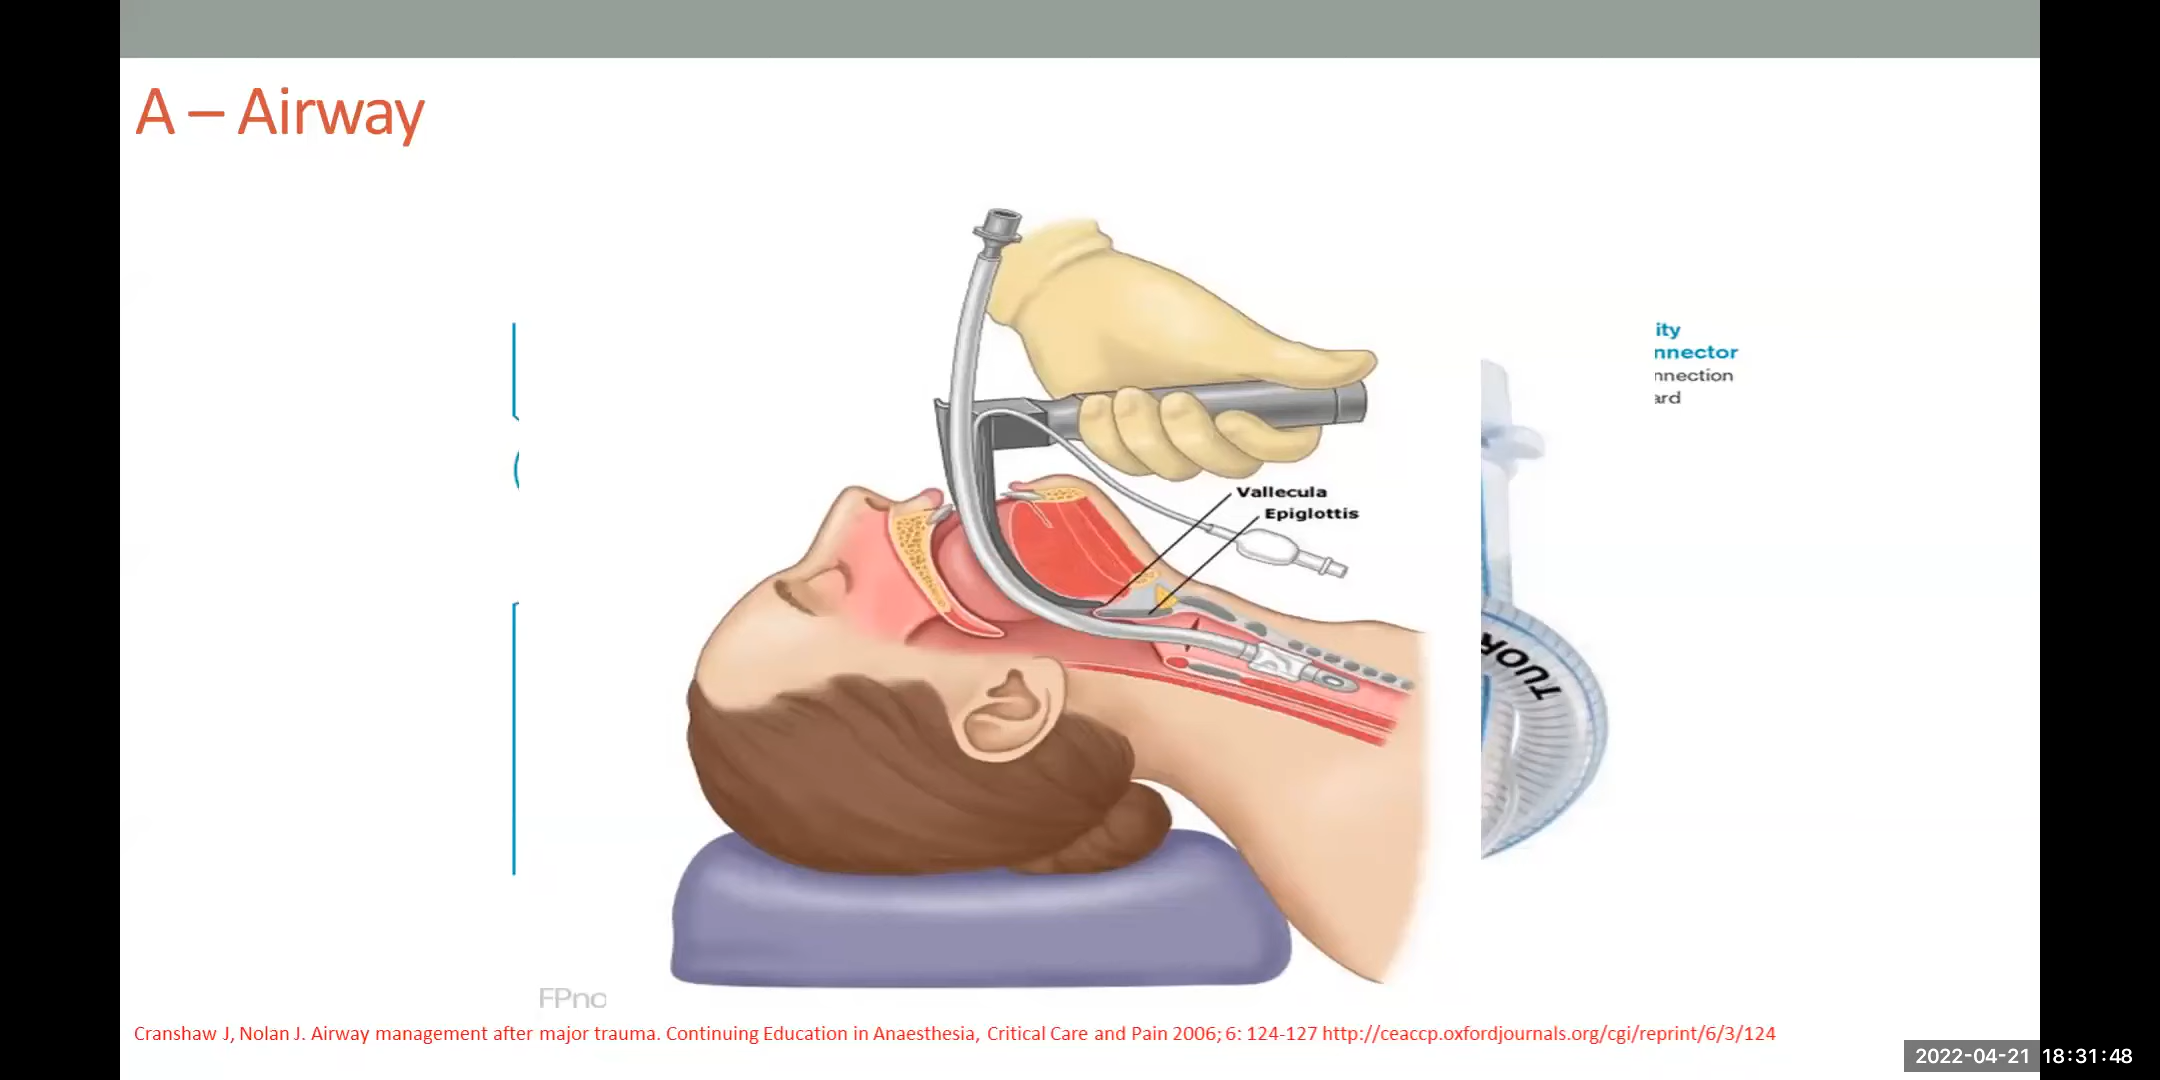 A – Airway
ity
nnector
nnection
ard
Vallecula
Epiglottis
TUOR
FPnc
Cranshaw J, Nolan J. Airway management after major trauma. Continuing Education in Anaesthesia, Critical Care and Pain 2006; 6: 124-127 http://ceaccp.oxfordjournals.org/cgi/reprint/6/3/124
2022-04-21 18:31:48